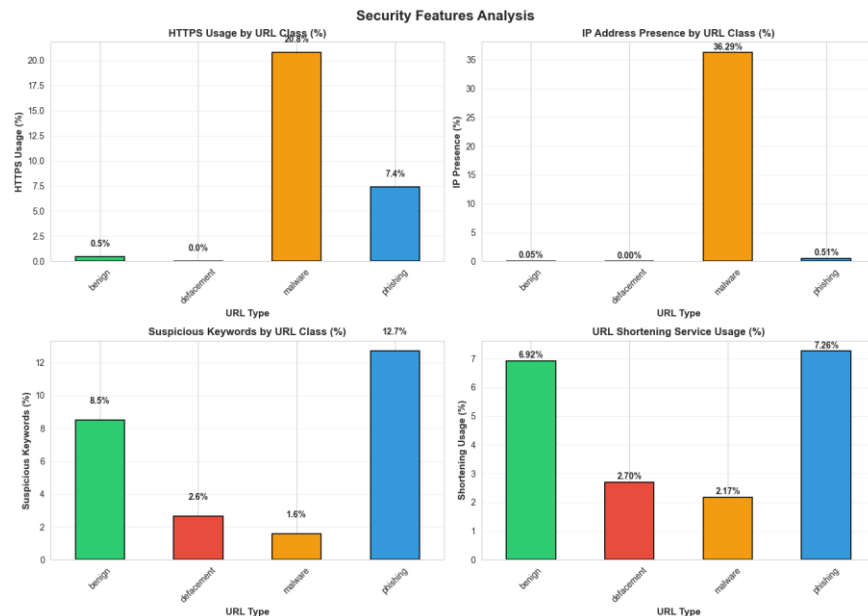 Security Features Analysis
HTTPS Usage by URL Class (%)
20.8%
20.0
17.5
15.0
12.5
10.0
7.5
5.0
2.5
0.0
HTTPS Usage (%)
0.5%
0.0%
7.4%
benign
defacement
malware
phishing
URL Type
IP Address Presence by URL Class (%)
36.29%
35
30
25
20
15
10
5
0
IP Presence (%)
0.05%
0.00%
0.51%
benign
defacement
malware
phishing
URL Type
Suspicious Keywords by URL Class (%)
12.7%
12
10
8
6
4
2
0
Suspicious Keywords (%)
8.5%
2.6%
1.6%
benign
defacement
malware
phishing
URL Type
URL Shortening Service Usage (%)
7.26%
7
6
5
4
3
2
1
0
Shortening Usage (%)
6.92%
2.70%
2.17%
benign
defacement
malware
phishing
URL Type